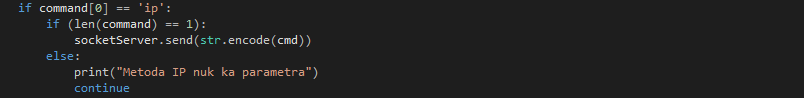 if command[0] == 'ip':
if (len(command) == 1):
socketServer.send(str.encode(cmd))
else:
print("Metoda IP nuk ka parametra")
continue